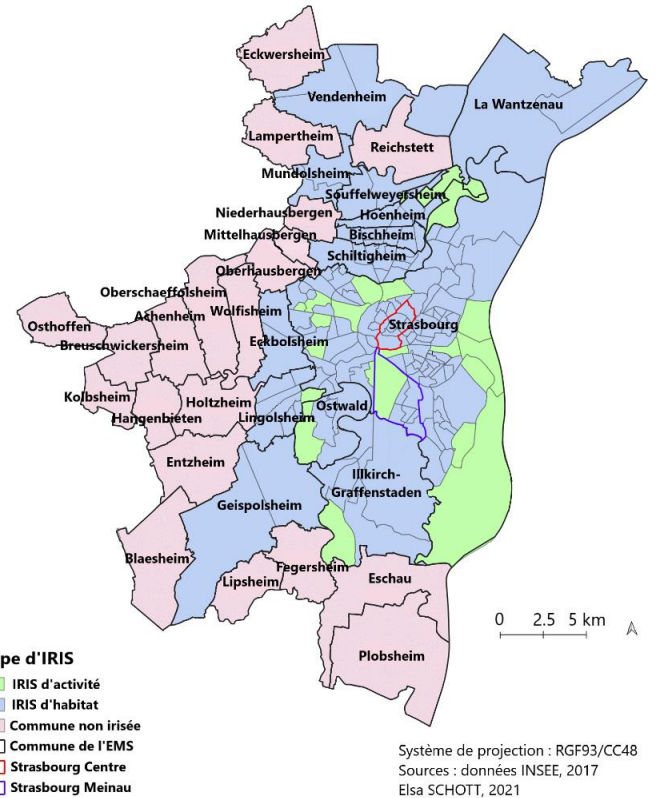 Eckwersheim
Vendenheim
La Wantzenau
Lampertheim
Reichstett
Mundolsheim
Souffelweyersheim
Niederhausbergen
Hoenheim
Mittelhausbergen
Bischheim
Schiltigheim
Oberhausbergen
Oberschaeffolsheim
Achenheim
Wolfisheim
Osthoffen
Strasbourg
Breuschwickersheim
Eckbolsheim
Kolbsheim
Holtzheim
Ostwald
Hangenbieten
Lingolsheim
Entzheim
Illkirch-
Graffenstaden
Geispolsheim
Blaesheim
Fegersheim
Lipsheim
Eschau
Plobsheim
0 2.5 5 km
pe d'IRIS
IRIS d'activité
IRIS d'habitat
Commune non irisée
Commune de l'EMS
Strasbourg Centre
Strasbourg Meinau
Système de projection : RGF93/CC48
Sources : données INSEE, 2017
Elsa SCHOTT, 2021